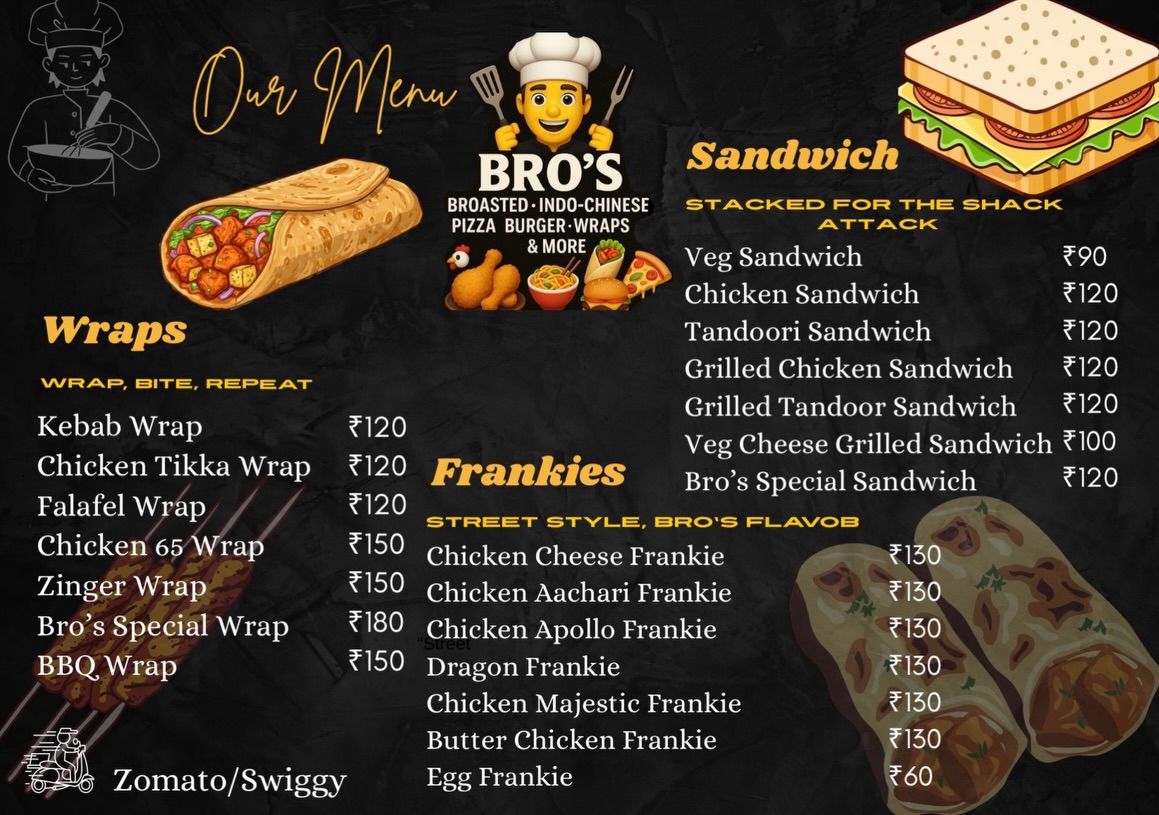 Our Menu
BRO'S
BROASTED · INDO-CHINESE
PIZZA BURGER · WRAPS
& MORE
Sandwich
STACKED FOR THE SHACK
ATTACK
Veg Sandwich ₹90
Chicken Sandwich ₹120
Tandoori Sandwich ₹120
Grilled Chicken Sandwich ₹120
Grilled Tandoor Sandwich ₹120
Veg Cheese Grilled Sandwich ₹100
Bro's Special Sandwich ₹120
Wraps
WRAP, BITE, REPEAT
Kebab Wrap ₹120
Chicken Tikka Wrap ₹120
Falafel Wrap ₹120
Chicken 65 Wrap ₹150
Zinger Wrap ₹150
Bro's Special Wrap ₹180
BBQ Wrap ₹150
Frankies
STREET STYLE, BRO'S FLAVOB
Chicken Cheese Frankie ₹130
Chicken Aachari Frankie ₹130
Chicken Apollo Frankie ₹130
"Street
Dragon Frankie ₹130
Chicken Majestic Frankie ₹130
Butter Chicken Frankie ₹130
Egg Frankie ₹60
Zomato/Swiggy